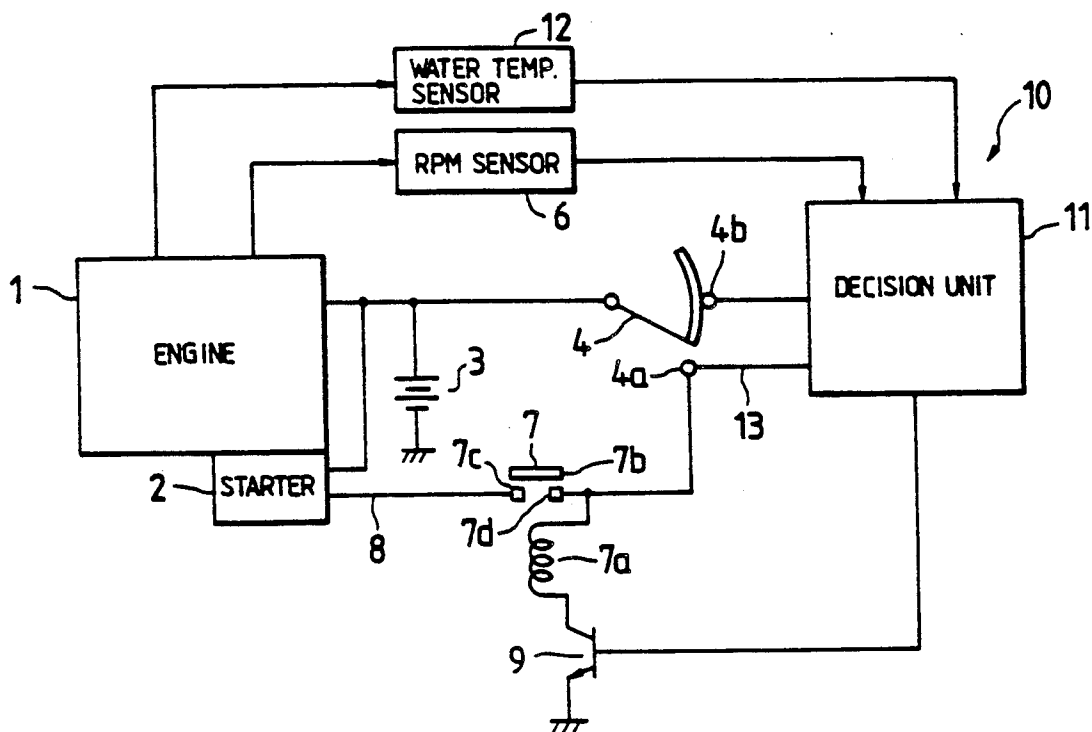 12
WATER TEMP.
SENSOR
10
RPM SENSOR
6
11
4b
1
DECISION UNIT
ENGINE
4
3
4a
13
7
7c
7b
2
STARTER
7d
8
7a
9